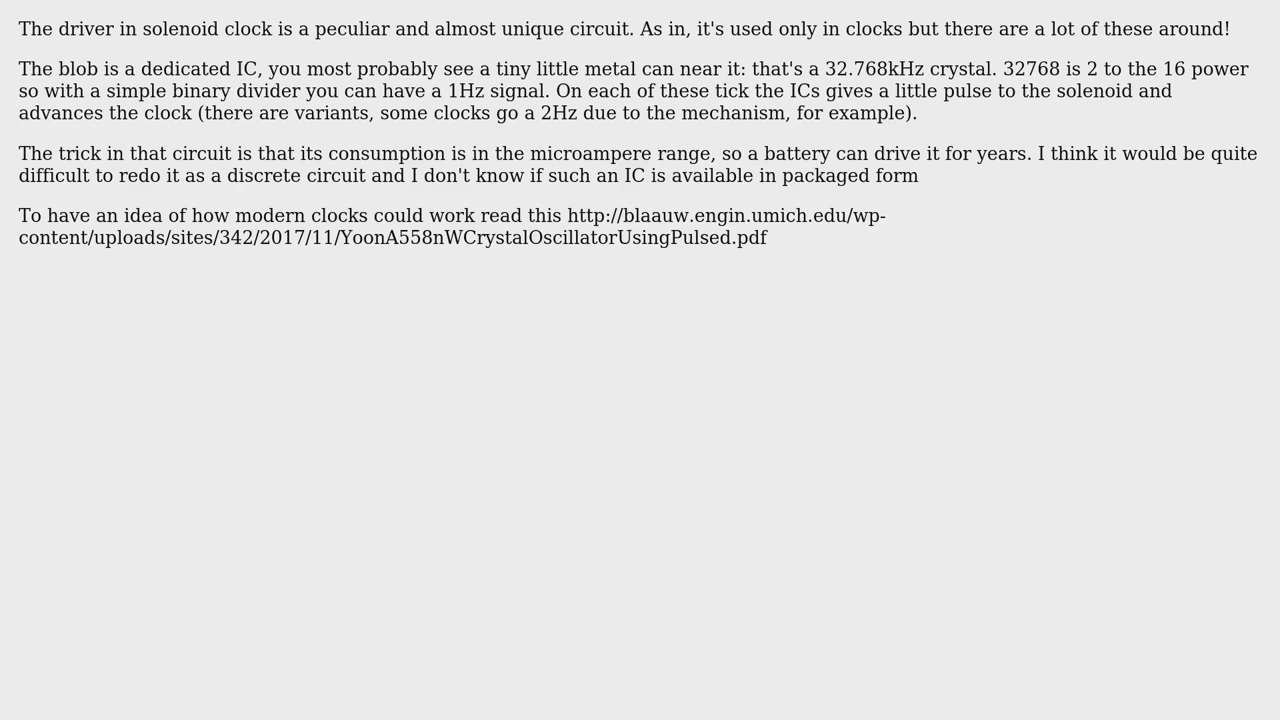 The driver in solenoid clock is a peculiar and almost unique circuit. As in, it's used only in clocks but there are a lot of these around!
The blob is a dedicated IC, you most probably see a tiny little metal can near it: that's a 32.768kHz crystal. 32768 is 2 to the 16 power
so with a simple binary divider you can have a 1Hz signal. On each of these tick the ICs gives a little pulse to the solenoid and
advances the clock (there are variants, some clocks go a 2Hz due to the mechanism, for example).
The trick in that circuit is that its consumption is in the microampere range, so a battery can drive it for years. I think it would be quite
difficult to redo it as a discrete circuit and I don't know if such an IC is available in packaged form
To have an idea of how modern clocks could work read this http://blaauw.engin.umich.edu/wp-
content/uploads/sites/342/2017/11/YoonA558nWCrystalOscillatorUsingPulsed.pdf